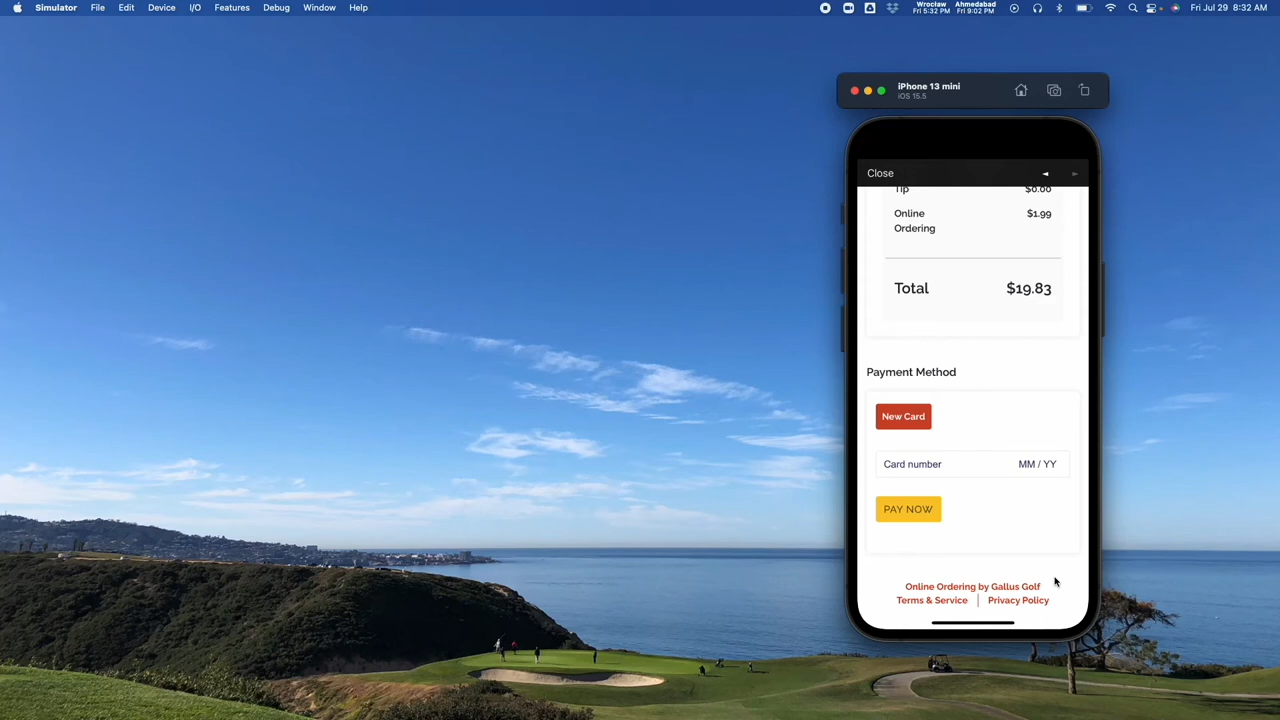 Simulator File Edit Device I/O Features Debug Window Help
Wrocław Ahmedabad
Fri 5:32 PM Fri 9:02 PM
Fri Jul 29 8:32 AM
iPhone 13 mini
iOS 15.5
Close
Tip $0.00
Online $1.99
Ordering
Total $19.83
Payment Method
New Card
Card number MM / YY
PAY NOW
Online Ordering by Gallus Golf
Terms & Service | Privacy Policy